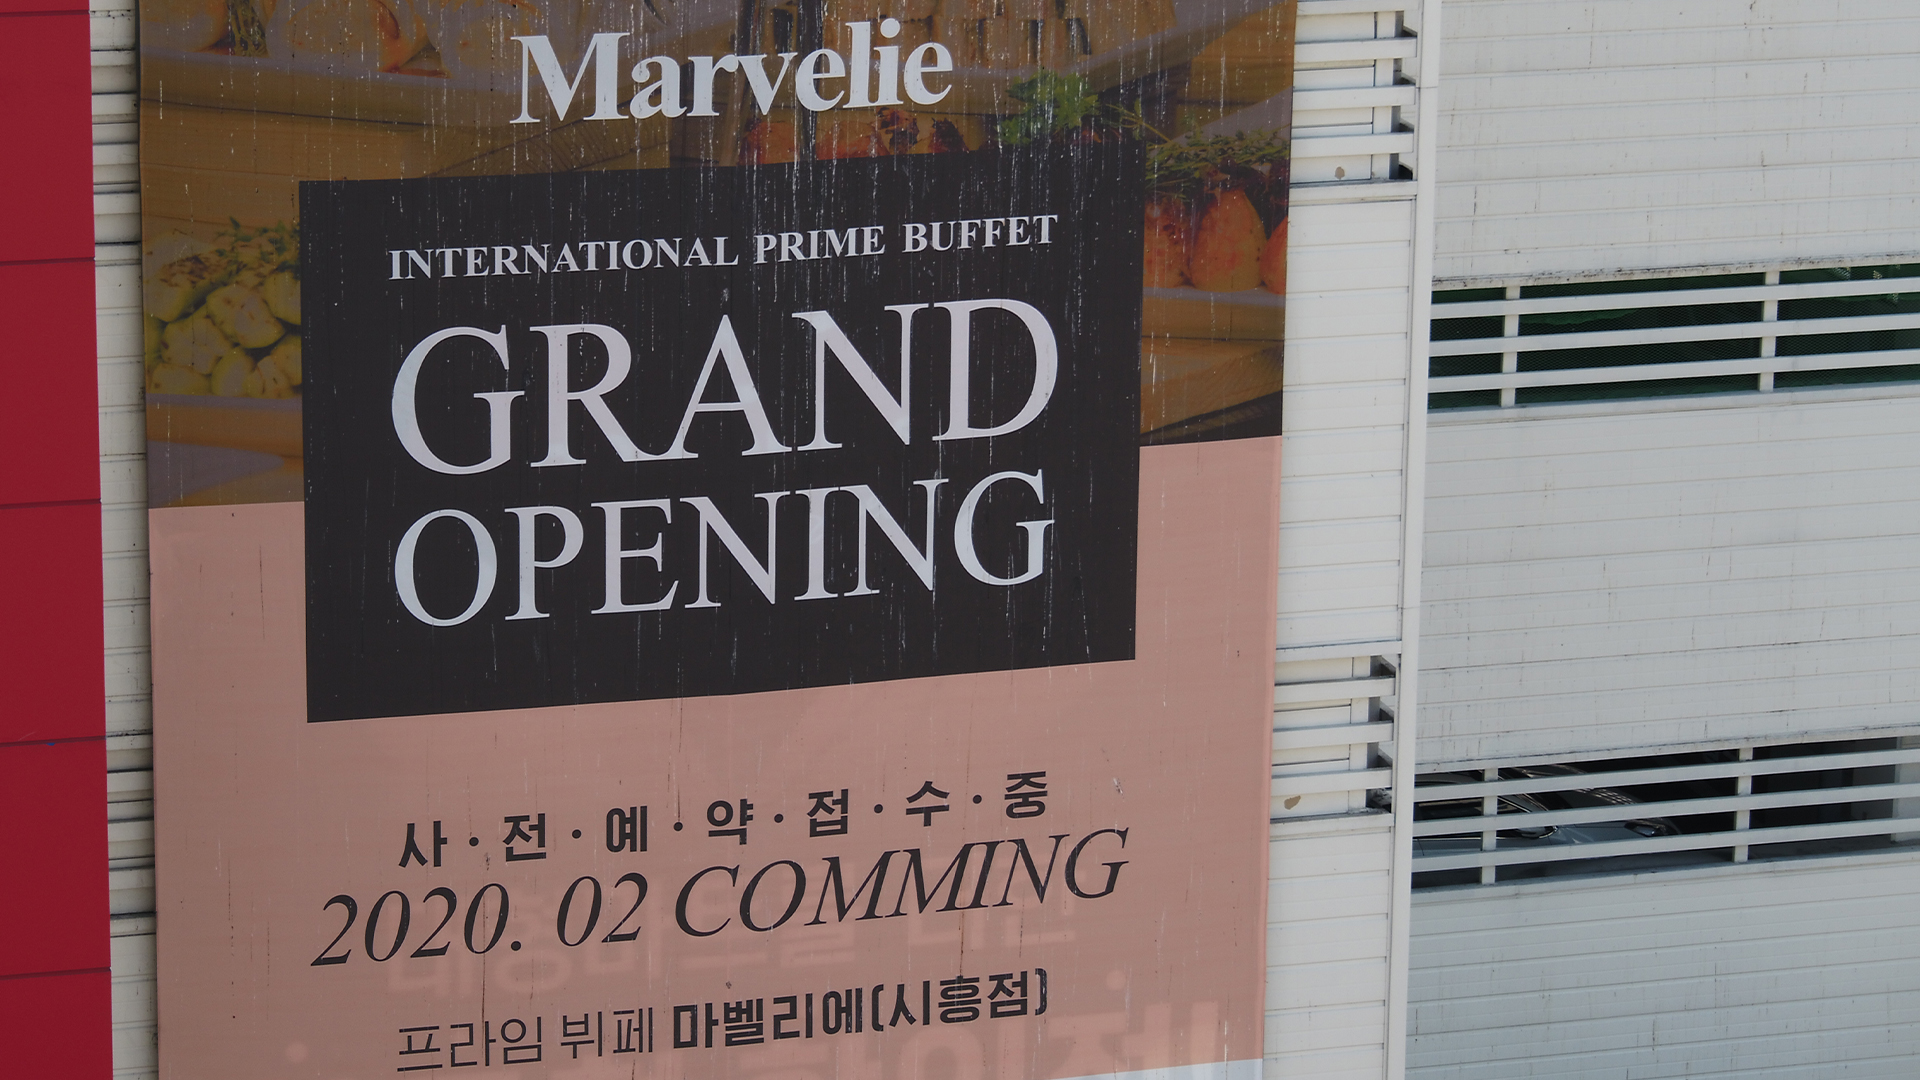 Marvelie
INTERNATIONAL PRIME BUFFET
GRAND
OPENING
사·전·예·약·접·수·중
2020. 02 COMMING
프라임 뷔페 마벨리에(시흥점)